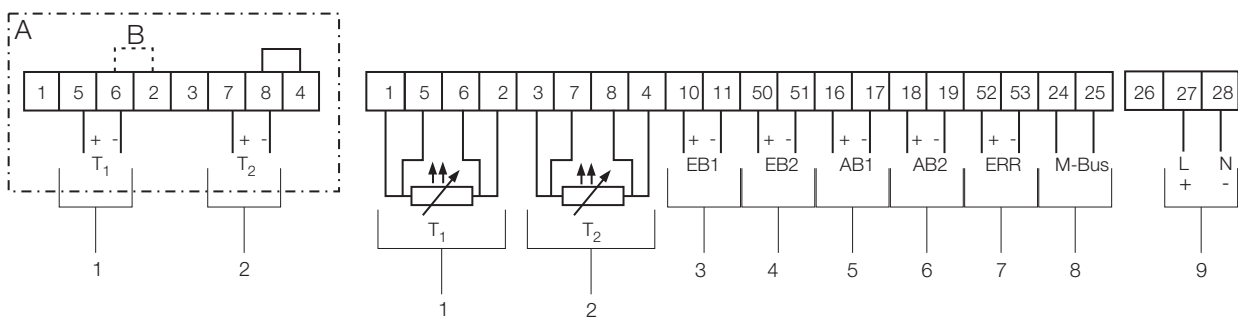 A
B
1 5 6 2 3 7 8 4
1 5 6 2 3 7 8 4 10 11 50 51 16 17 18 19 52 53 24 25
26 27 28
+ - + -
T1 T2
+ - + - + - + - + -
EB1 EB2 AB1 AB2 ERR M-Bus
L N
+ -
T1 T2
1 2
3 4 5 6 7 8 9
1 2